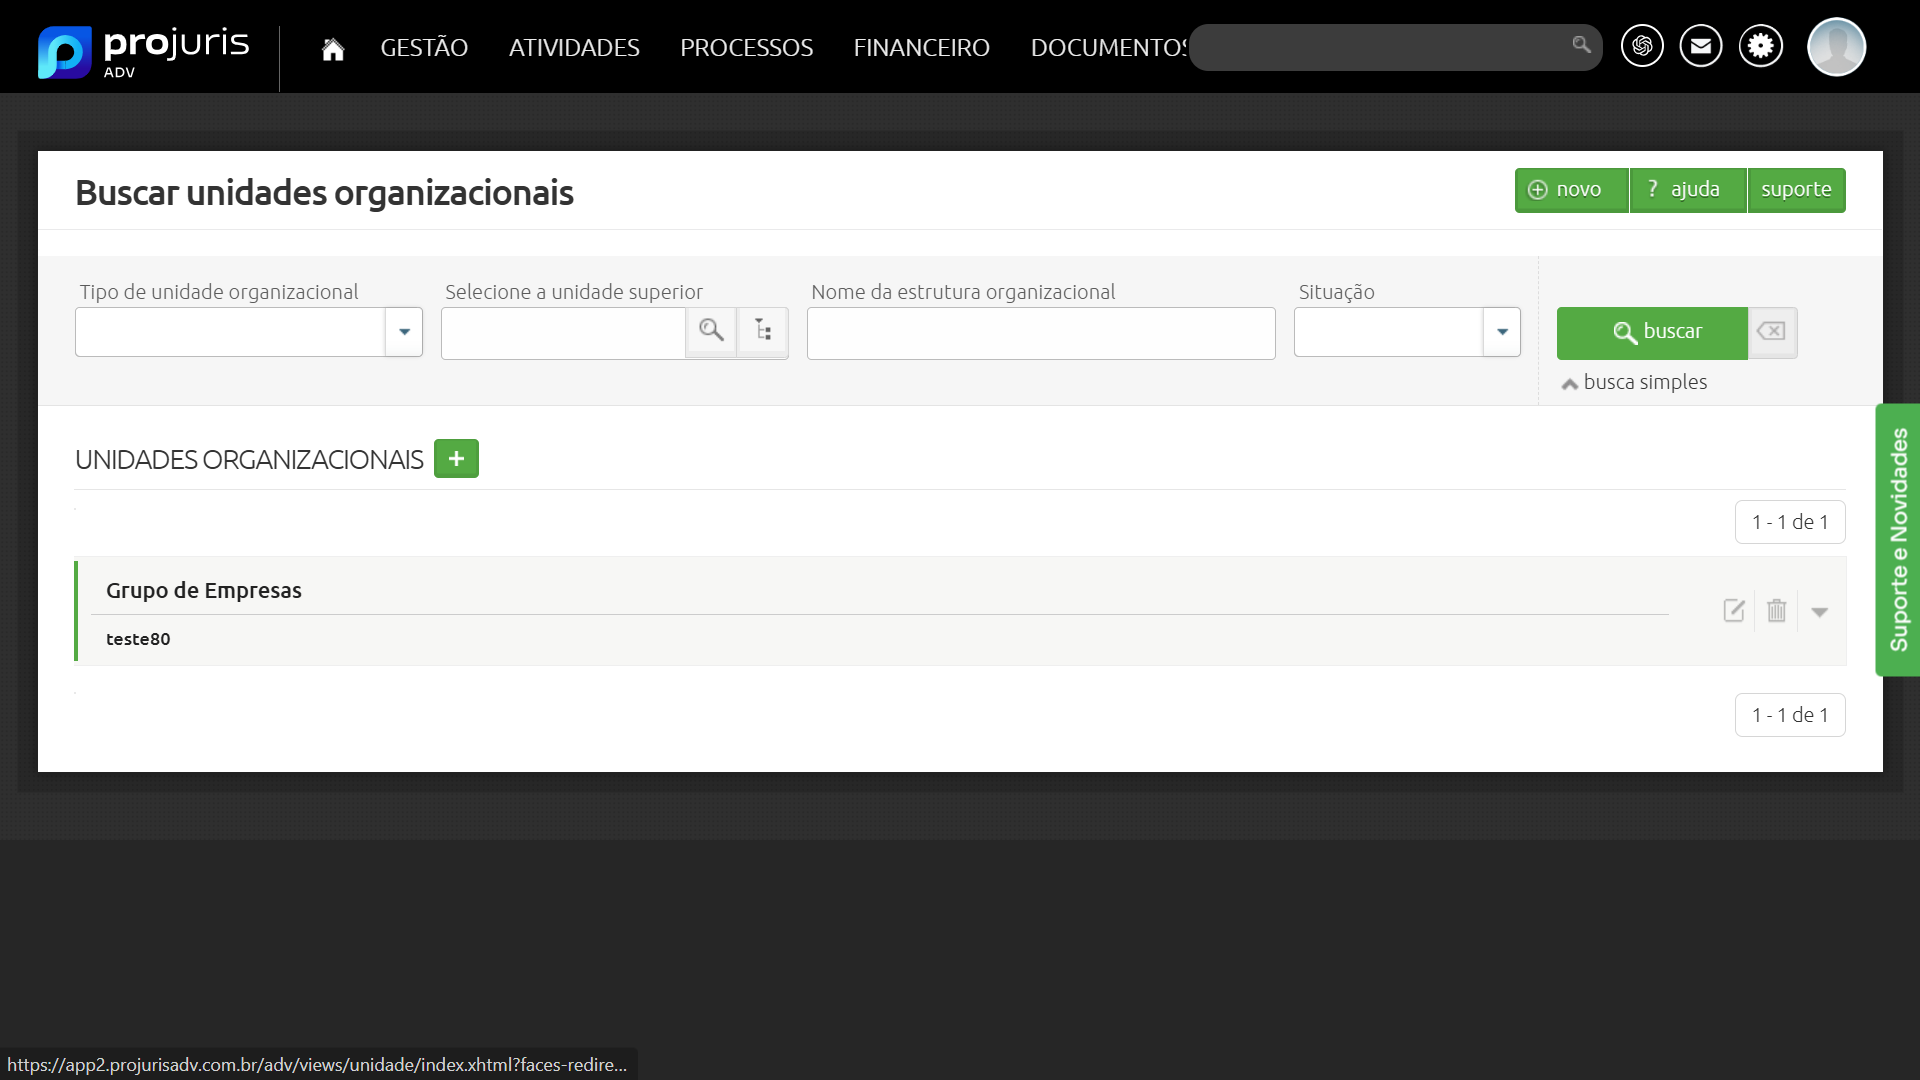 projuris
ADV
GESTÃO
ATIVIDADES
PROCESSOS
FINANCEIRO
DOCUMENTOS
Buscar unidades organizacionais
novo
? ajuda
suporte
Tipo de unidade organizacional
Selecione a unidade superior
Nome da estrutura organizacional
Situação
buscar
busca simples
UNIDADES ORGANIZACIONAIS
+
1 - 1 de 1
Grupo de Empresas
teste80
1 - 1 de 1
Suporte e Novidades
https://app2.projurisadv.com.br/adv/views/unidade/index.xhtml?faces-redire...